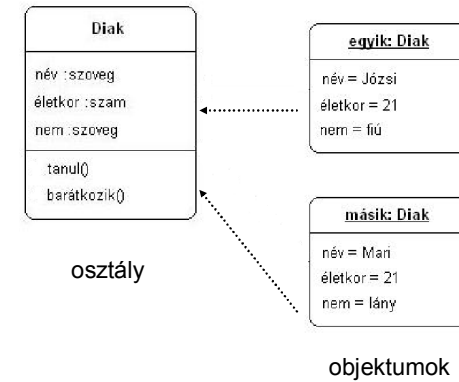 Diak
név :szoveg
életkor :szam
nem :szoveg
tanul()
barátkozik()
osztály
egyik: Diak
név = Józsi
életkor = 21
nem = fiú
másik: Diak
név = Mari
életkor = 21
nem = lány
objektumok